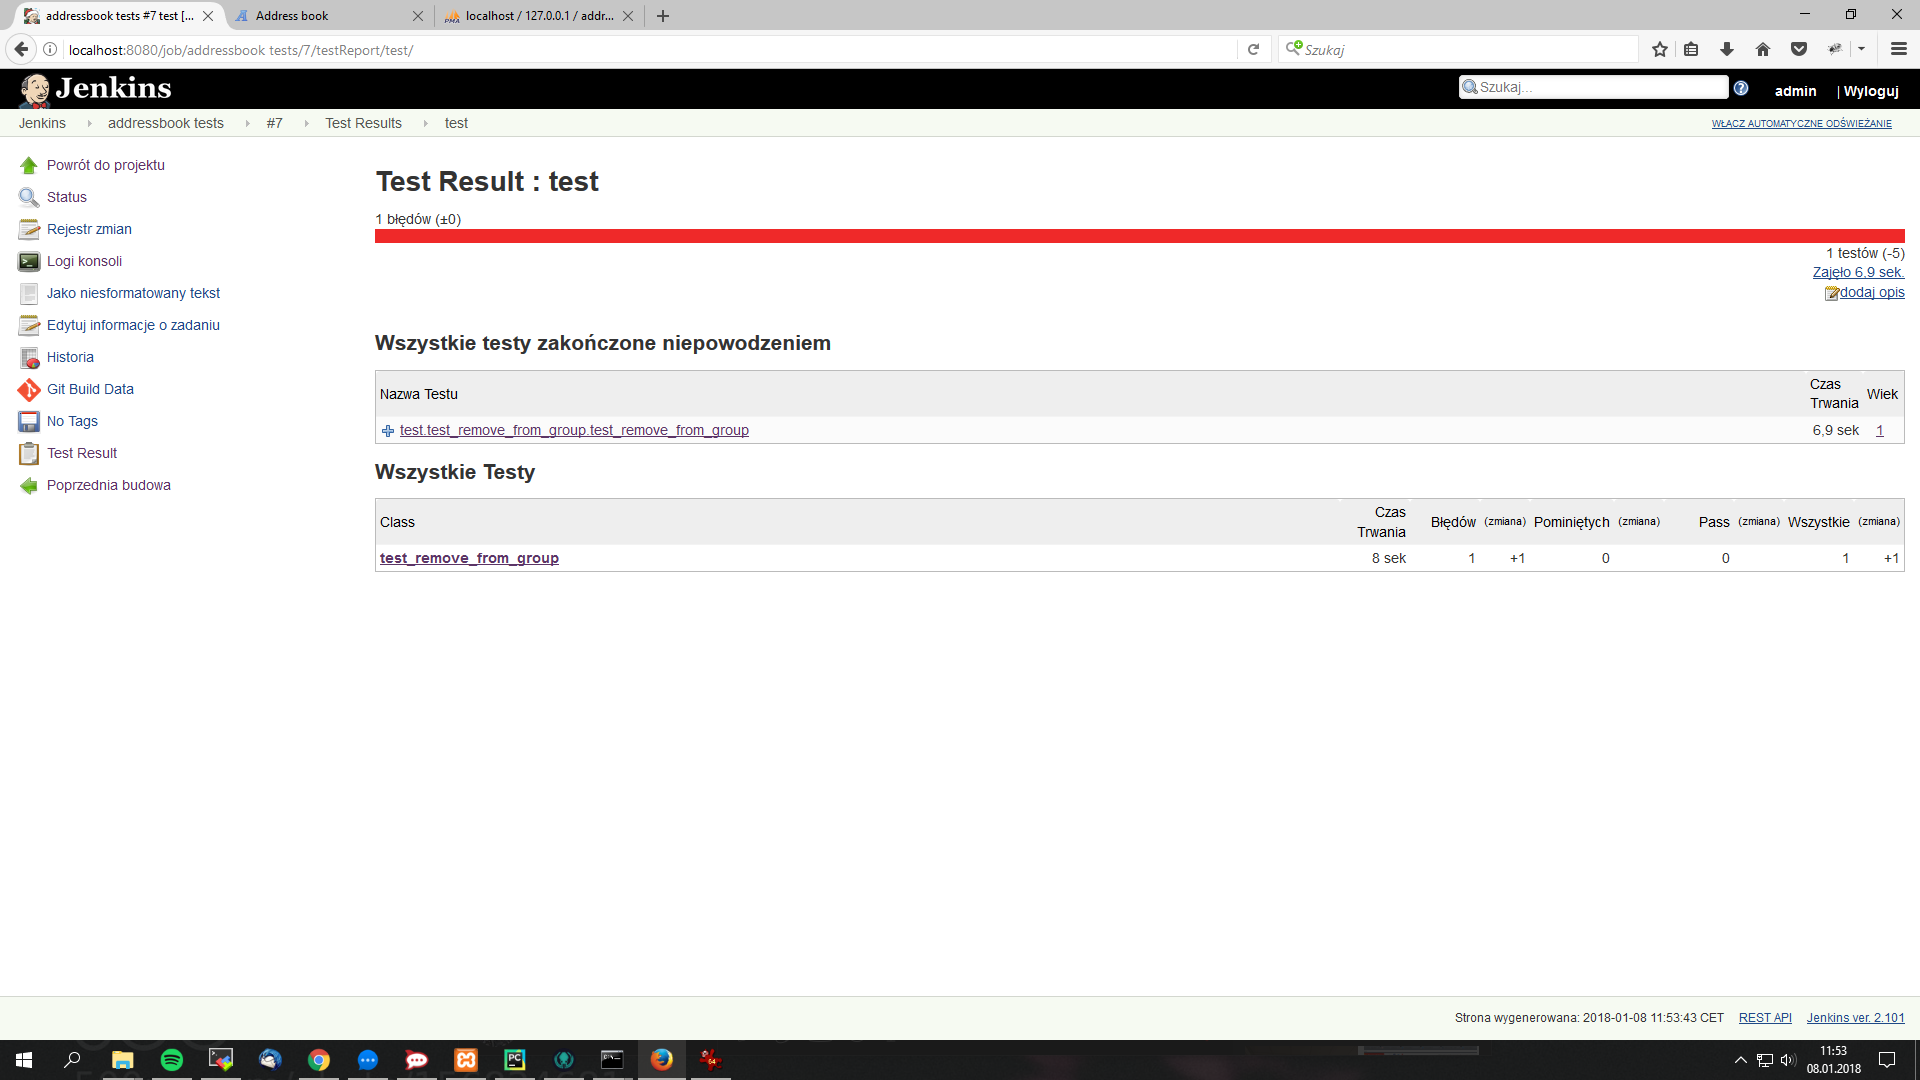 addressbook tests #7 test [...
Address book
localhost / 127.0.0.1 / addr...
localhost:8080/job/addressbook tests/7/testReport/test/
Szukaj
Jenkins
Szukaj...
admin
| Wyloguj
Jenkins
addressbook tests
#7
Test Results
test
WŁĄCZ AUTOMATYCZNE ODŚWIEŻANIE
Powrót do projektu
Status
Rejestr zmian
Logi konsoli
Jako niesformatowany tekst
Edytuj informacje o zadaniu
Historia
Git Build Data
No Tags
Test Result
Poprzednia budowa
Test Result : test
1 błędów (±0)
1 testów (-5)
Zajęło 6,9 sek.
dodaj opis
Wszystkie testy zakończone niepowodzeniem
Nazwa Testu Czas Trwania Wiek
test.test_remove_from_group.test_remove_from_group 6,9 sek 1
Wszystkie Testy
Class Czas Trwania Błędów (zmiana) Pominiętych (zmiana) Pass (zmiana) Wszystkie (zmiana)
test_remove_from_group 8 sek 1 +1 0 0 1 +1
Strona wygenerowana: 2018-01-08 11:53:43 CET REST API Jenkins ver. 2.101
11:53
08.01.2018